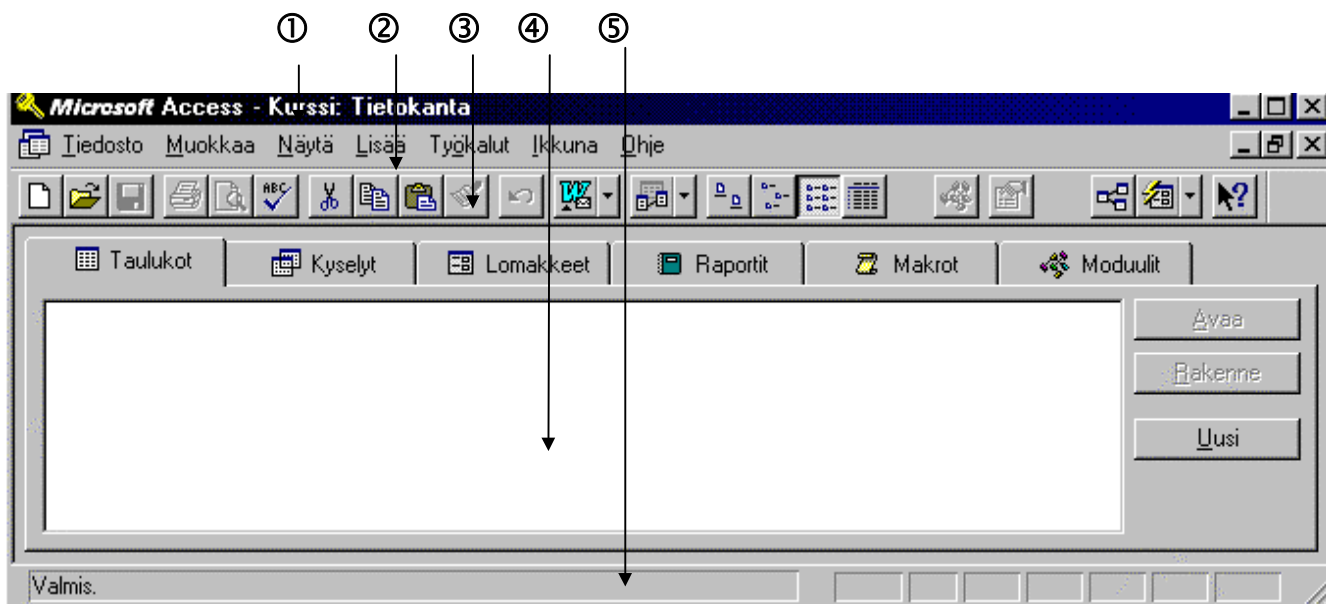 ① ② ③ ④ ⑤
Microsoft Access - Kurssi: Tietokanta
Tiedosto Muokkaa Näytä Lisää Työkalut Ikkuna Ohje
ABC W ?
Taulukot Kyselyt Lomakkeet Raportit Makrot Moduulit
Avaa
Rakenne
Uusi
Valmis.